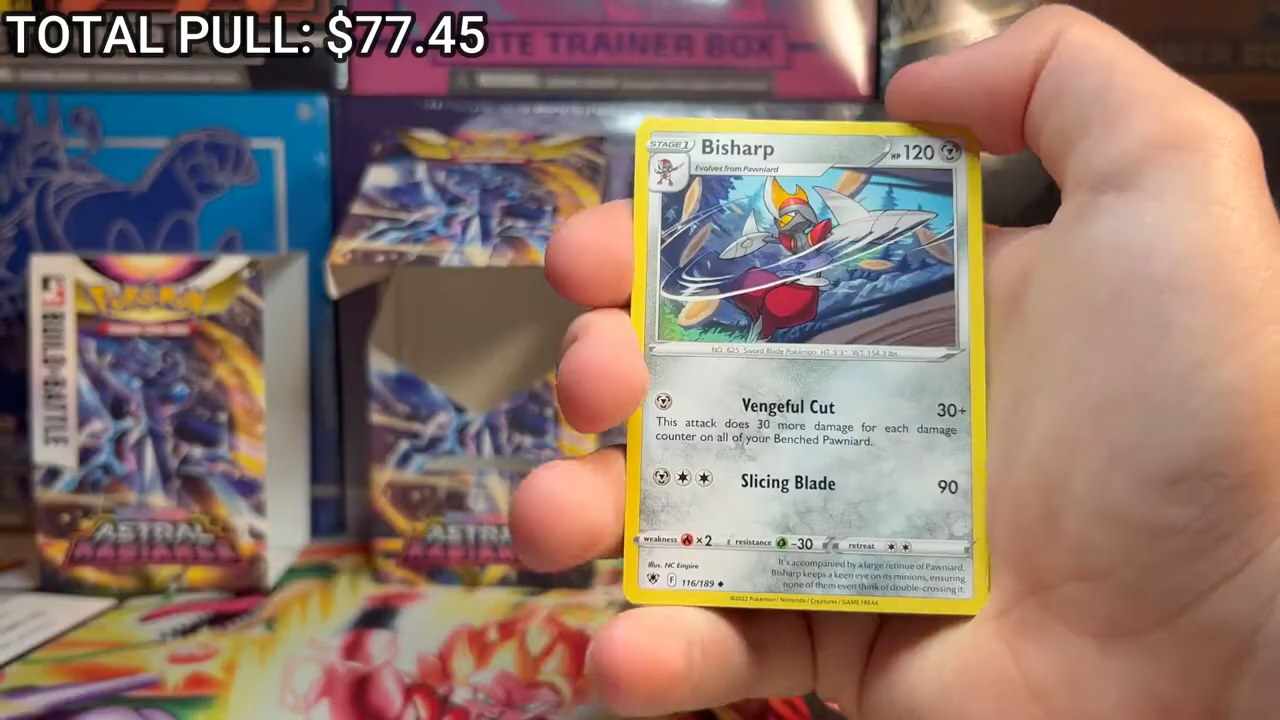 TOTAL PULL: $77.45
ELITE TRAINER BOX
POKÉMON
BUILD & BATTLE
ASTRAL
RADIANCE
ASTRAL
RADIANCE
STAGE 1
Bisharp
HP 120
Evolves from Pawniard
NO. 625 Sword Blade Pokémon HT: 5'3" WT: 154.3 lbs.
Vengeful Cut 30+
This attack does 30 more damage for each damage
counter on all of your Benched Pawniard.
Slicing Blade 90
weakness ×2 resistance -30 retreat
Illus. NC Empire
It's accompanied by a large retinue of Pawniard.
Bisharp keeps a keen eye on its minions, ensuring
none of them even think of double-crossing it.
F 116/189
©2022 Pokémon / Nintendo / Creatures / GAME FREAK